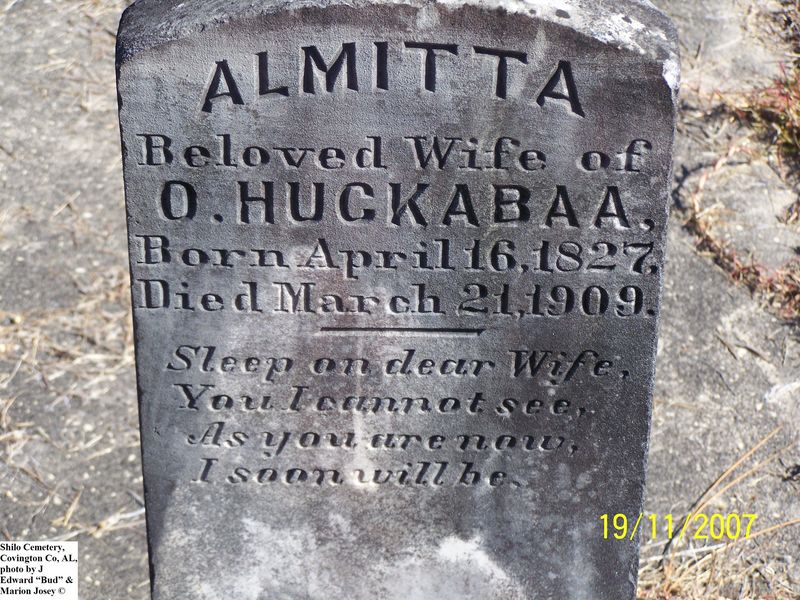 ALMITTA
Beloved Wife of
O. HUCKABAA,
Born April 16, 1827,
Died March 21, 1909.
Sleep on dear Wife,
You I cannot see,
As you are now,
I soon will be.
19/11/2007
Shilo Cemetery,
Covington Co, AL,
photo by J
Edward “Bud” &
Marion Josey ©